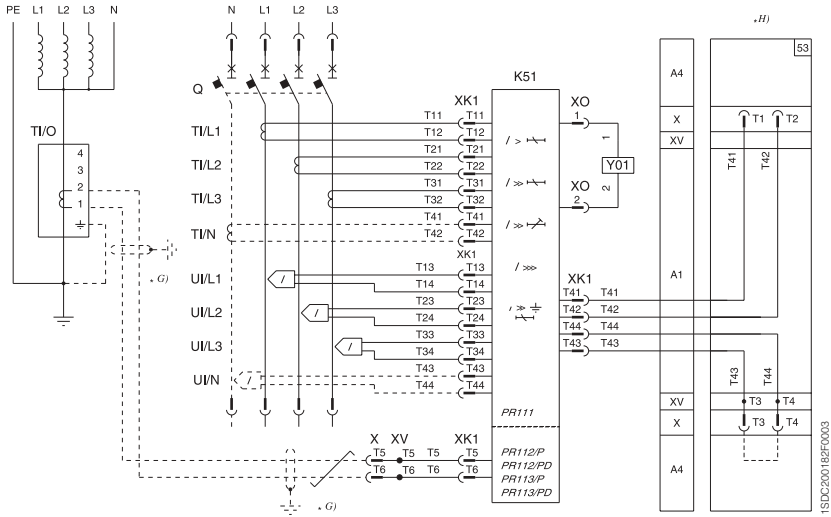 PE L1 L2 L3 N
N L1 L2 L3
*H)
K51
53
A4
Q
XK1
XO
1
T11 T11
X
T1 T2
TI/L1
T12 T12
I >
XV
TI/O
4
3
2
1
T21 T21
1
Y01
2
T41 T42
TI/L2
T22 T22
I >>
T31 T31
XO
2
TI/L3
T32 T32
T41 T41
I >>
TI/N
T42 T42
XK1
*G)
I >>>
T13 T13
XK1
A1
UI/L1
T14 T14
T41 T41
T23 T23
I >>
T42 T42
UI/L2
T24 T24
T44 T44
T33 T33
T43 T43
UI/L3
T34 T34
T43 T43
T43 T44
UI/N
T44 T44
XV
T3 T4
PR111
X
T3 T4
X XV XK1
T5 T5 T5
PR112/P
T6 T6 T6
PR112/PD
PR113/P
PR113/PD
A4
*G)
I
I
I
I
1SDC200182F0003